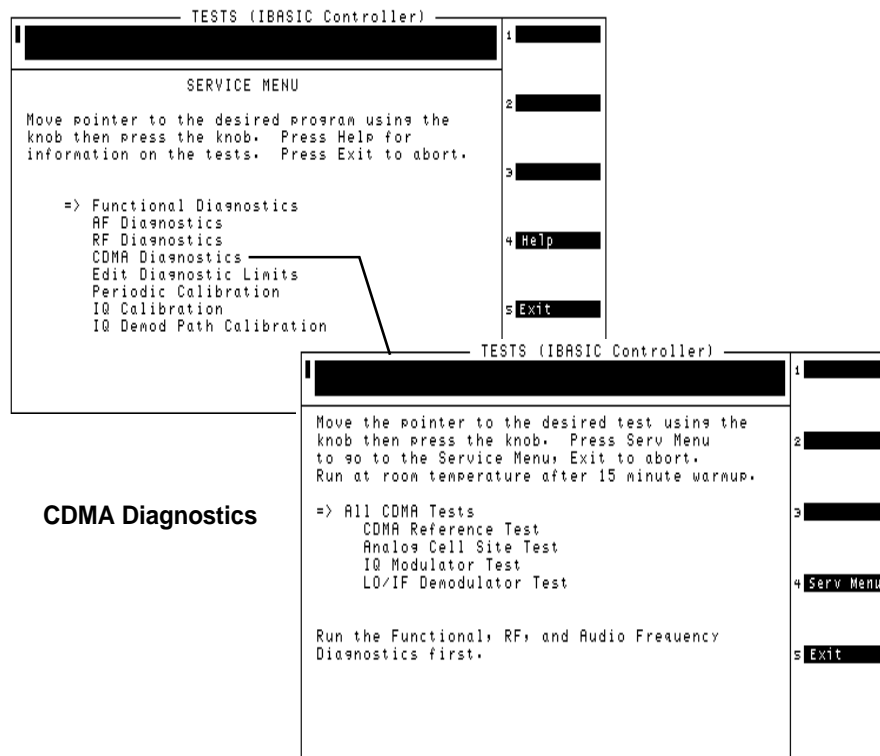 TESTS (IBASIC Controller)
1
SERVICE MENU
2
Move pointer to the desired program using the
knob then press the knob. Press Help for
information on the tests. Press Exit to abort.
3
=> Functional Diagnostics
AF Diagnostics
RF Diagnostics
4 Help
CDMA Diagnostics
Edit Diagnostic Limits
Periodic Calibration
IQ Calibration
5 Exit
IQ Demod Path Calibration
TESTS (IBASIC Controller)
1
Move the pointer to the desired test using the
knob then press the knob. Press Serv Menu
2
to go to the Service Menu, Exit to abort.
Run at room temperature after 15 minute warmup.
CDMA Diagnostics
=> All CDMA Tests
3
CDMA Reference Test
Analog Cell Site Test
IQ Modulator Test
LO/IF Demodulator Test
4 Serv Menu
Run the Functional, RF, and Audio Frequency
Diagnostics first.
5 Exit